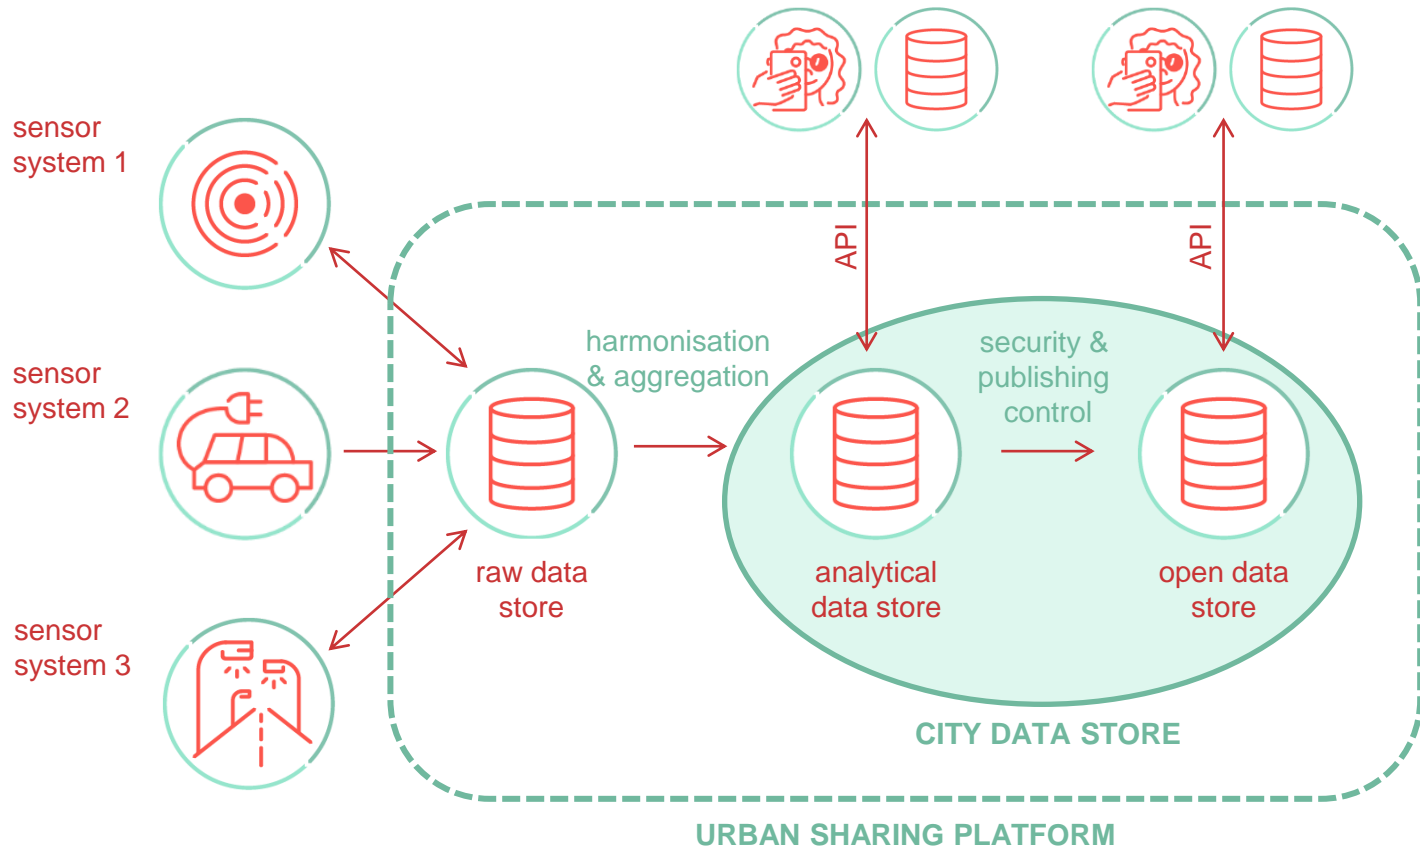 sensor
system 1
API
API
harmonisation
& aggregation
security &
publishing
control
sensor
system 2
raw data
store
analytical
data store
open data
store
sensor
system 3
CITY DATA STORE
URBAN SHARING PLATFORM